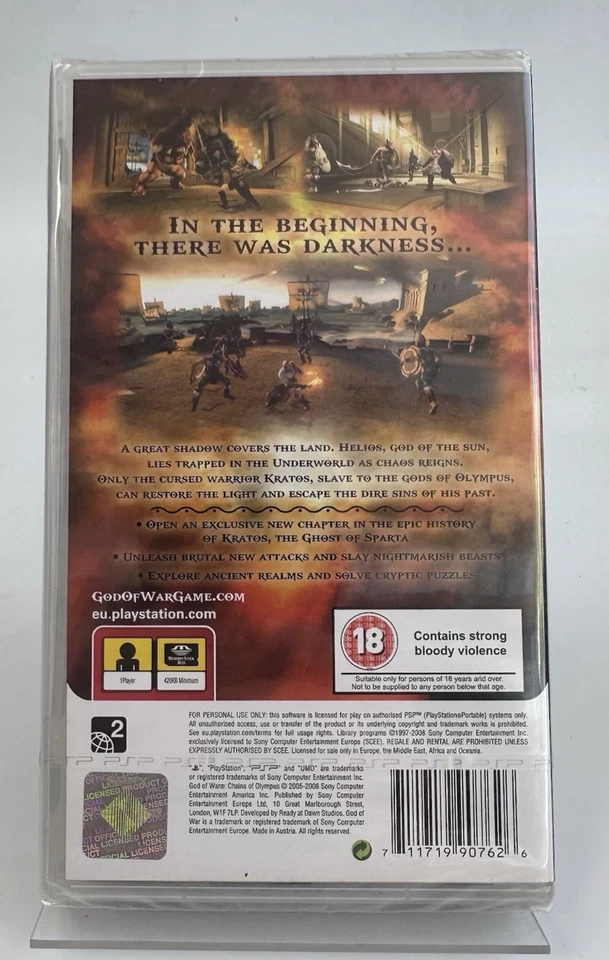 In the beginning,
there was darkness...
A great shadow covers the land. Helios, god of the sun,
lies trapped in the Underworld as chaos reigns.
Only the cursed warrior Kratos, slave to the gods of Olympus,
can restore the light and escape the dire sins of his past.
• Open an exclusive new chapter in the epic history
of Kratos, the Ghost of Sparta
• Unleash brutal new attacks and slay nightmarish beasts
• Explore ancient realms and solve cryptic puzzles
GodOfWarGame.com
eu.playstation.com
1 Player
Memory Stick
Duo
420KB Minimum
18
Contains strong
bloody violence
Suitable only for persons of 18 years and over.
Not to be supplied to any person below that age.
2
FOR PERSONAL USE ONLY: this software is licensed for play on authorised PSP™ (PlayStation®Portable) systems only.
All unauthorised access, use or transfer of the product or its underlying copyright and trademark works is prohibited.
See eu.playstation.com/terms for full usage rights. Library programs ©1997-2008 Sony Computer Entertainment Inc.
exclusively licensed to Sony Computer Entertainment Europe (SCEE). RESALE AND RENTAL ARE PROHIBITED UNLESS
EXPRESSLY AUTHORISED BY SCEE. Licensed for sale only in Europe, the Middle East, Africa and Oceania.
"PlayStation", "PSP" and "UMD" are trademarks
or registered trademarks of Sony Computer Entertainment Inc.
God of War: Chains of Olympus © 2005-2008 Sony Computer
Entertainment America Inc. Published by Sony Computer
Entertainment Europe Ltd, 10 Great Marlborough Street,
London, W1F 7LP. Developed by Ready at Dawn Studios. God of
War is a trademark or registered trademark of Sony Computer
Entertainment Inc. Made in Austria. All rights reserved.
LICENSED PRODUCT
7 11719 90762 6